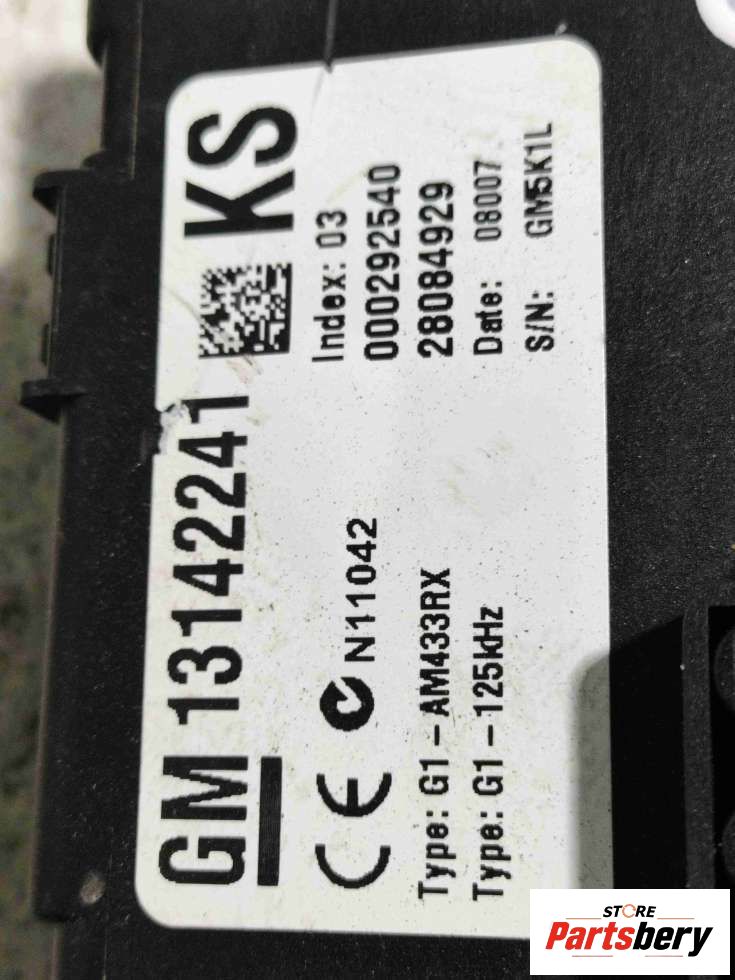 GM 13142241 KS
Index: 03
000292540
28084929
Date: 08007
S/N: GM5K1L
CE N11042
Type: G1-AM433RX
Type: G1-125kHz
STORE
Partsbery